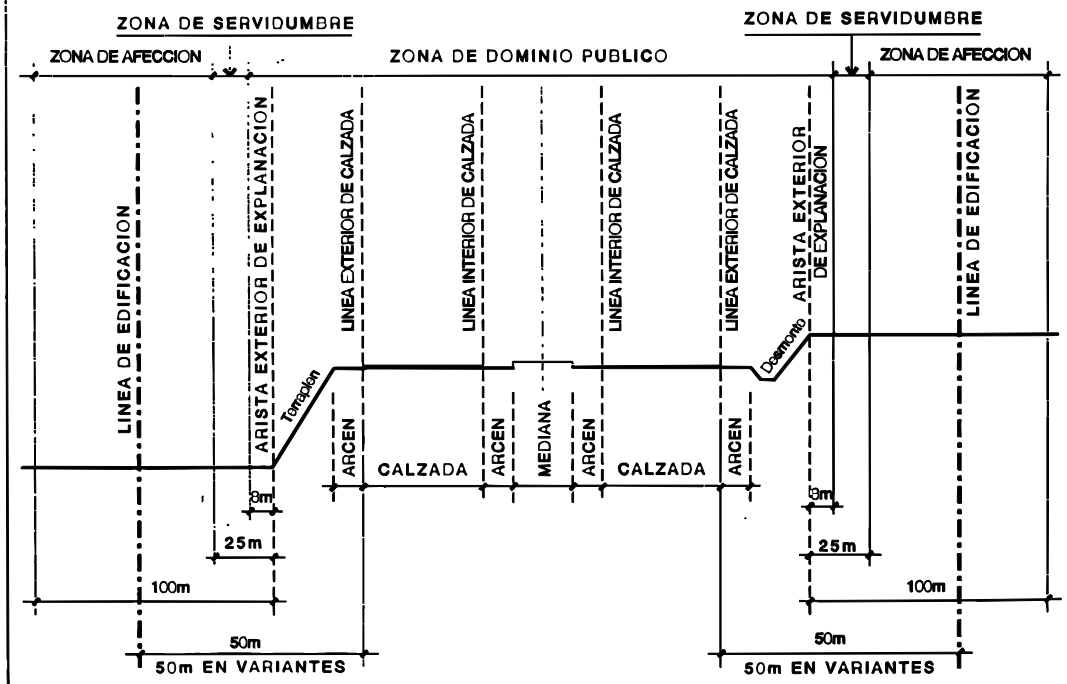 ZONA DE SERVIDUMBRE
ZONA DE SERVIDUMBRE
ZONA DE AFECCION
ZONA DE DOMINIO PUBLICO
ZONA DE AFECCION
LINEA DE EDIFICACION
ARISTA EXTERIOR DE EXPLANACION
LINEA EXTERIOR DE CALZADA
LINEA INTERIOR DE CALZADA
LINEA INTERIOR DE CALZADA
LINEA EXTERIOR DE CALZADA
ARISTA EXTERIOR
DE EXPLANACION
LINEA DE EDIFICACION
Terraplen
Desmonto
ARCEN
CALZADA
ARCEN
MEDIANA
ARCEN
CALZADA
ARCEN
8m
8m
25m
25m
100m
100m
50m
50m
50m EN VARIANTES
50m EN VARIANTES